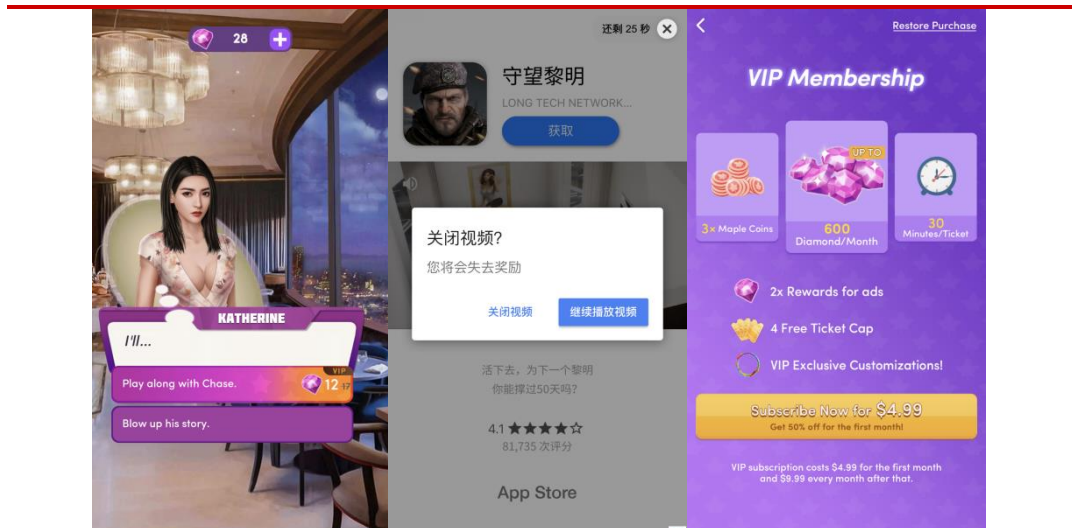 28
KATHERINE
I'll...
VIP
Play along with Chase.
12 17
Blow up his story.
还剩 25 秒
守望黎明
LONG TECH NETWORK...
获取
关闭视频?
您将会失去奖励
关闭视频
继续播放视频
活下去，为下一个黎明
你能撑过50天吗?
4.1 ★★★★☆
81,735 次评分
App Store
Restore Purchase
VIP Membership
UP TO
3× Maple Coins
600
Diamond/Month
30
Minutes/Ticket
2x Rewards for ads
4 Free Ticket Cap
VIP Exclusive Customizations!
Subscribe Now for $4.99
Get 50% off for the first month!
VIP subscription costs $4.99 for the first month
and $9.99 every month after that.